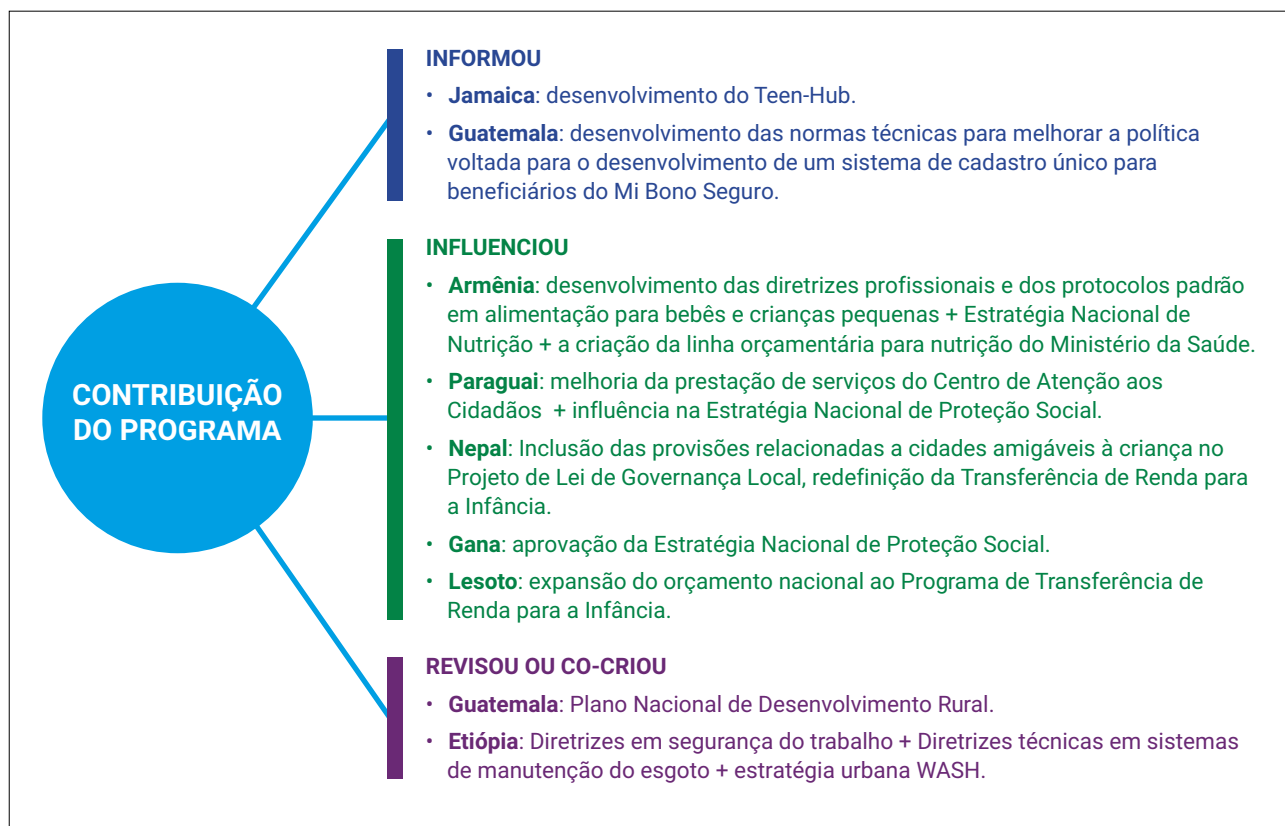 INFORMOU
• Jamaica: desenvolvimento do Teen-Hub.
• Guatemala: desenvolvimento das normas técnicas para melhorar a política
voltada para o desenvolvimento de um sistema de cadastro único para
beneficiários do Mi Bono Seguro.
INFLUENCIOU
• Armênia: desenvolvimento das diretrizes profissionais e dos protocolos padrão
em alimentação para bebês e crianças pequenas + Estratégia Nacional de
Nutrição + a criação da linha orçamentária para nutrição do Ministério da Saúde.
• Paraguai: melhoria da prestação de serviços do Centro de Atenção aos
Cidadãos + influência na Estratégia Nacional de Proteção Social.
• Nepal: Inclusão das provisões relacionadas a cidades amigáveis à criança no
Projeto de Lei de Governança Local, redefinição da Transferência de Renda para
a Infância.
• Gana: aprovação da Estratégia Nacional de Proteção Social.
• Lesoto: expansão do orçamento nacional ao Programa de Transferência de
Renda para a Infância.
CONTRIBUIÇÃO
DO PROGRAMA
REVISOU OU CO-CRIOU
• Guatemala: Plano Nacional de Desenvolvimento Rural.
• Etiópia: Diretrizes em segurança do trabalho + Diretrizes técnicas em sistemas
de manutenção do esgoto + estratégia urbana WASH.